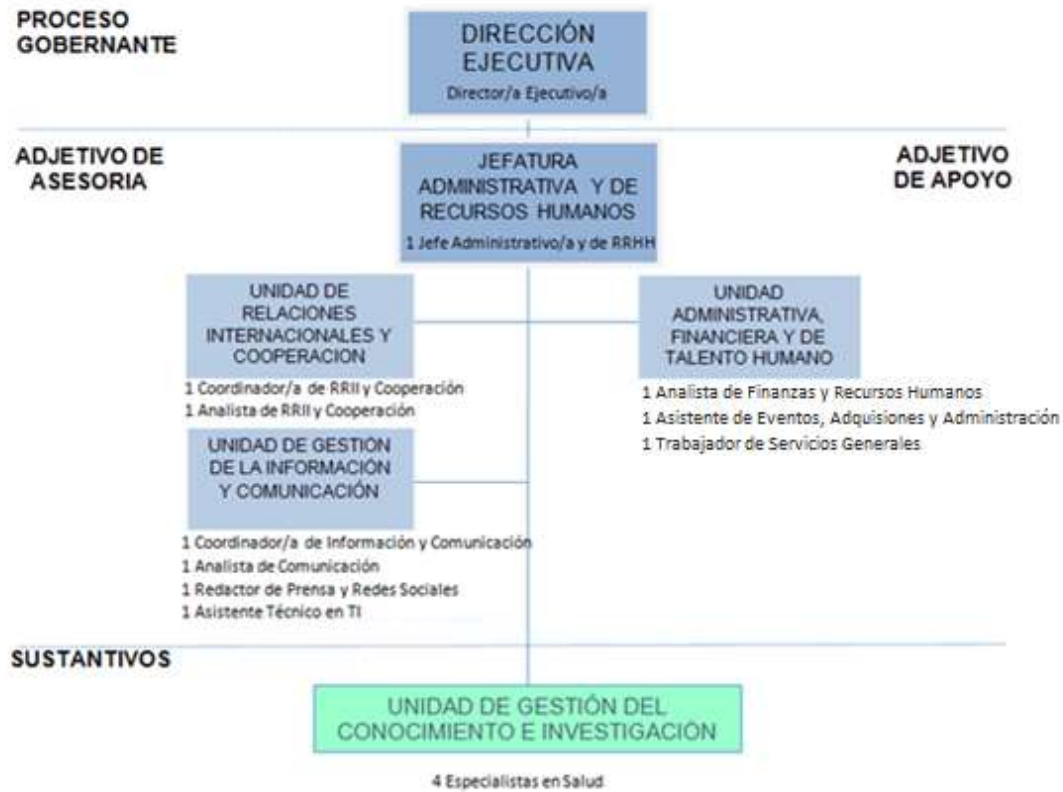 PROCESO
GOBERNANTE
DIRECCIÓN
EJECUTIVA
Director/a Ejecutivo/a
ADJETIVO DE
ASESORIA
JEFATURA
ADMINISTRATIVA Y DE
RECURSOS HUMANOS
1 Jefe Administrativo/a y de RRHH
ADJETIVO
DE APOYO
UNIDAD DE
RELACIONES
INTERNACIONALES Y
COOPERACION
1 Coordinador/a de RRII y Cooperación
1 Analista de RRII y Cooperación
UNIDAD
ADMINISTRATIVA,
FINANCIERA Y DE
TALENTO HUMANO
1 Analista de Finanzas y Recursos Humanos
1 Asistente de Eventos, Adquisiones y Administración
1 Trabajador de Servicios Generales
UNIDAD DE GESTION
DE LA INFORMACIÓN
Y COMUNICACIÓN
1 Coordinador/a de Información y Comunicación
1 Analista de Comunicación
1 Redactor de Prensa y Redes Sociales
1 Asistente Técnico en TI
SUSTANTIVOS
UNIDAD DE GESTIÓN DEL
CONOCIMIENTO E INVESTIGACIÓN
4 Especialistas en Salud